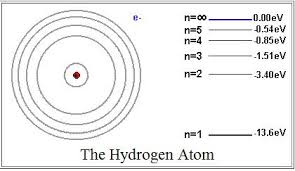 e-
n=∞ 0.00eV
n=5 -0.54eV
n=4 -0.85eV
n=3 -1.51eV
n=2 -3.40eV
n=1 -13.6eV
The Hydrogen Atom